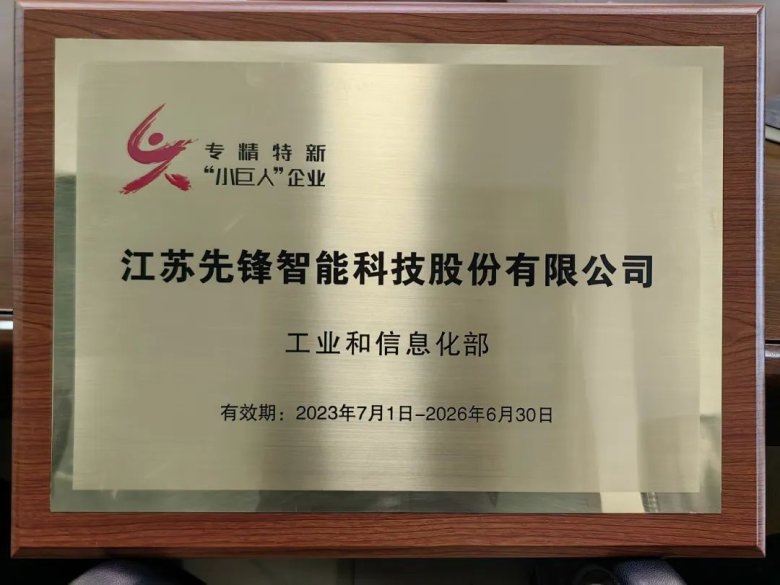 专精特新
“小巨人”企业
江苏先锋智能科技股份有限公司
工业和信息化部
有效期：2023年7月1日-2026年6月30日